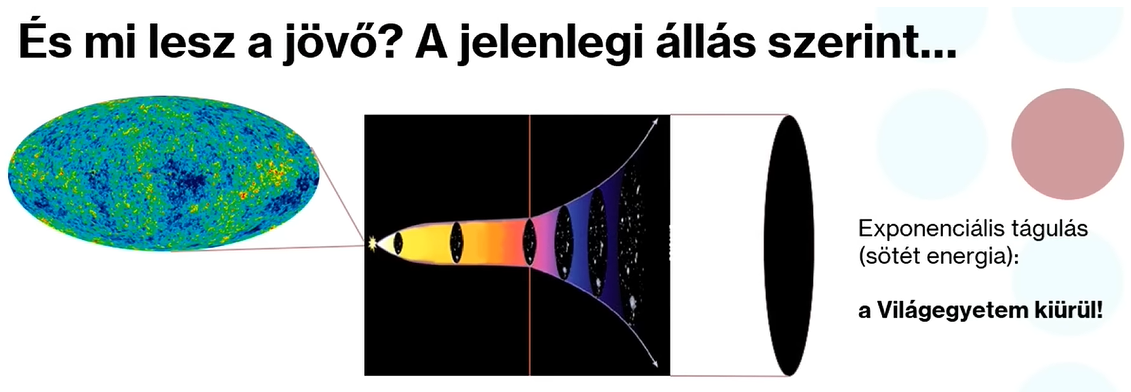 És mi lesz a jövő? A jelenlegi állás szerint...
Exponenciális tágulás
(sötét energia):
a Világegyetem kiürül!